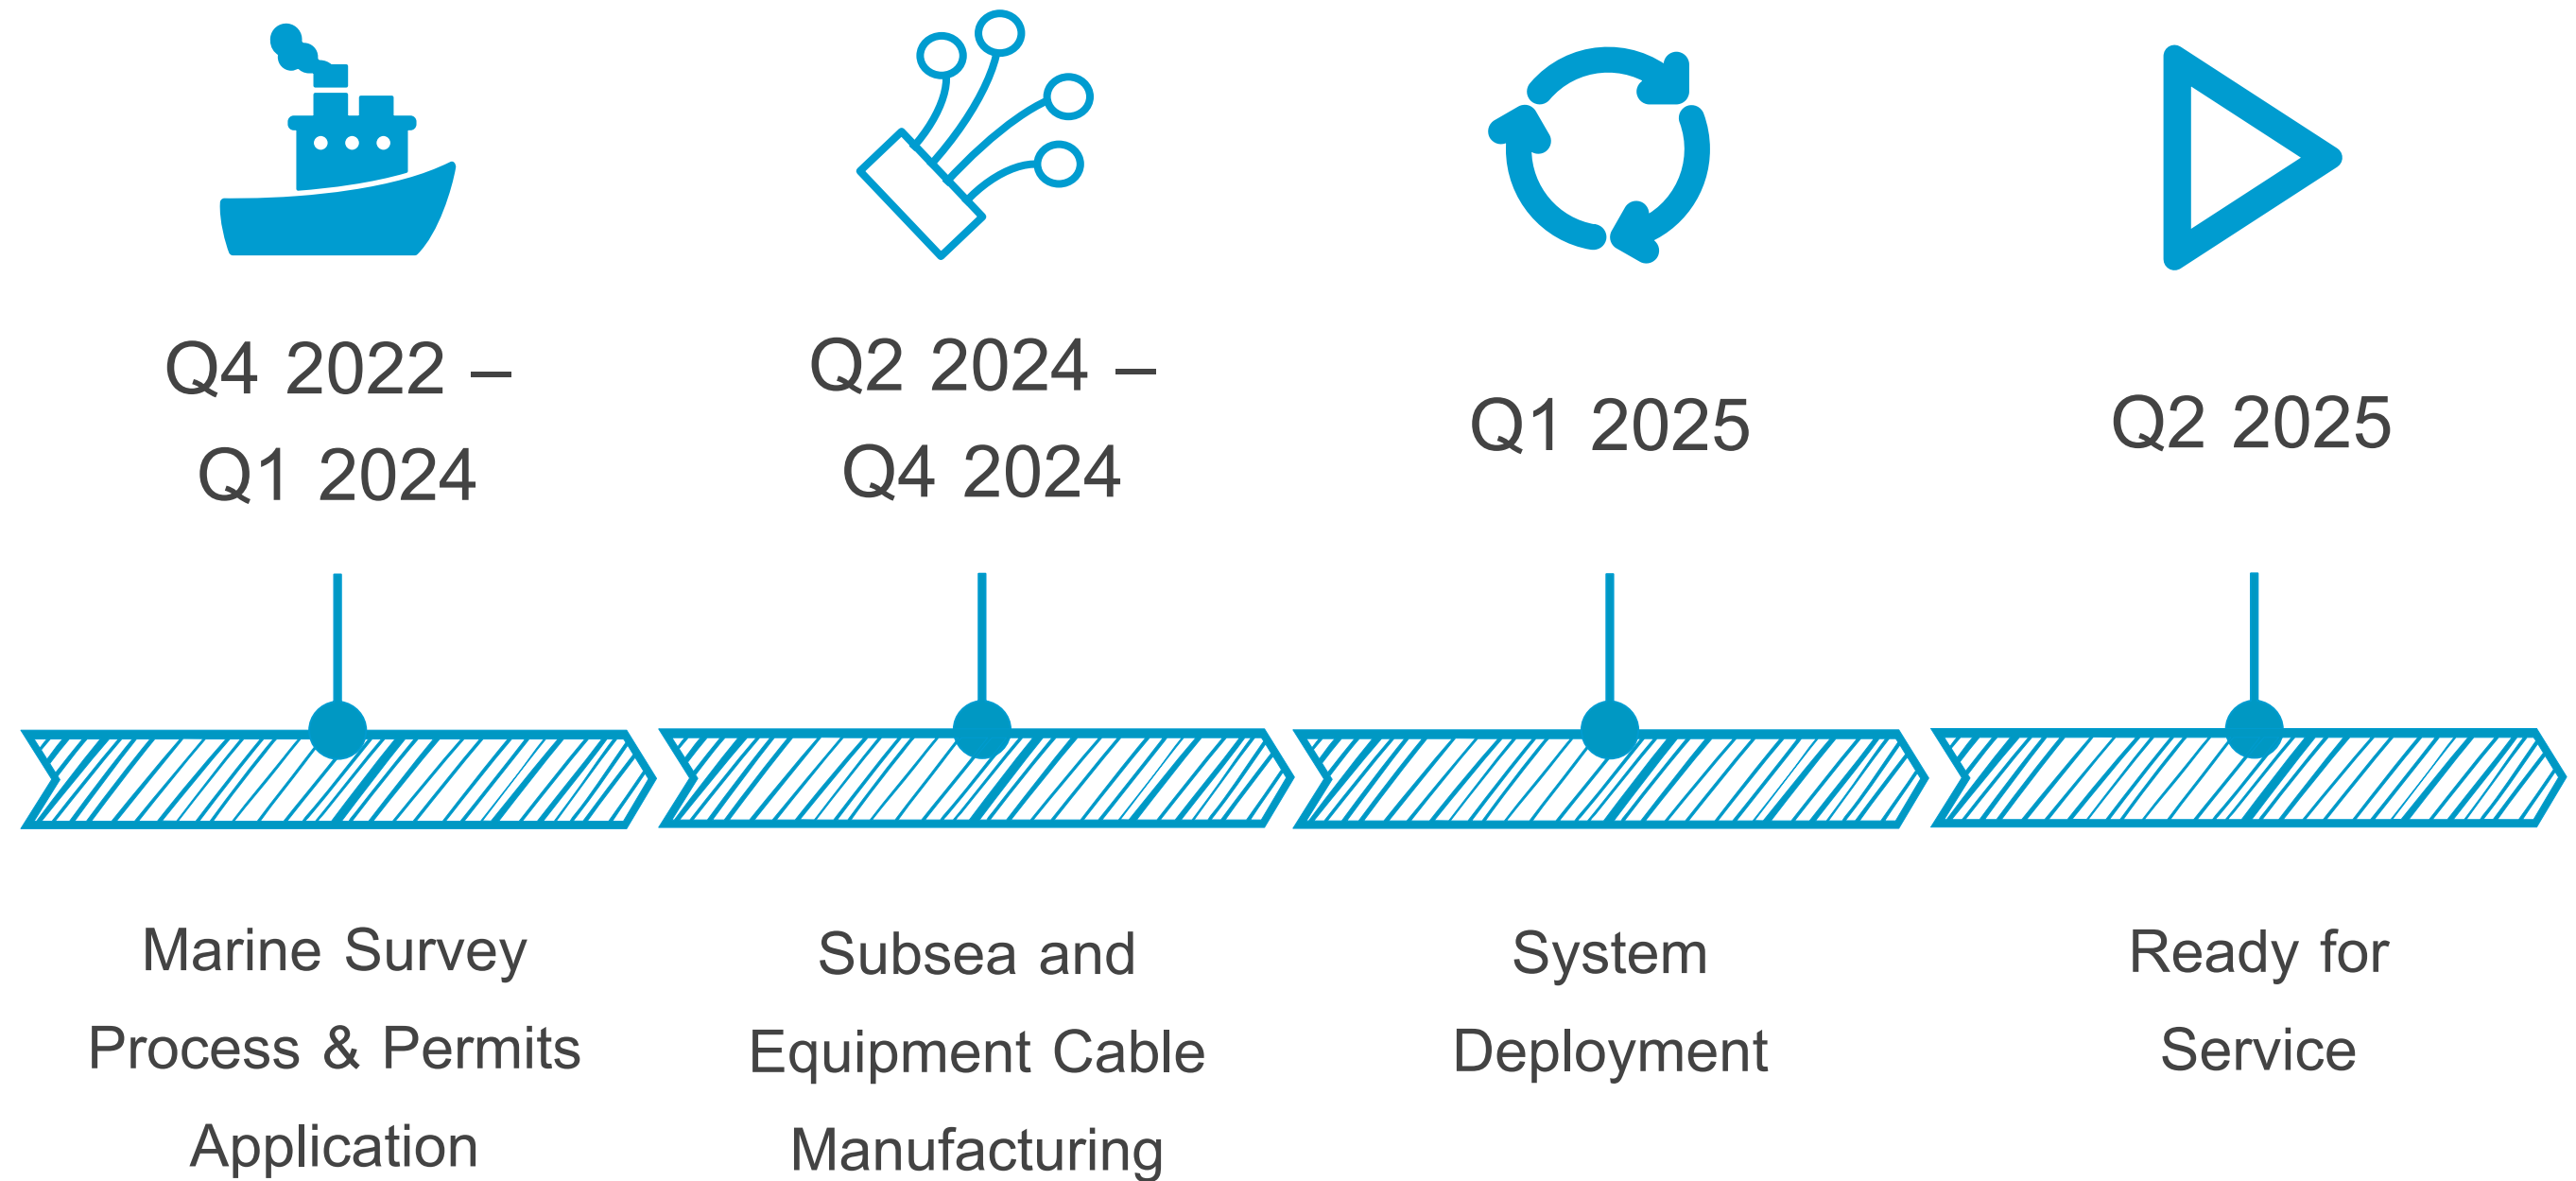 Q4 2022 –
Q1 2024
Q2 2024 –
Q4 2024
Q1 2025
Q2 2025
Marine Survey
Process & Permits
Application
Subsea and
Equipment Cable
Manufacturing
System
Deployment
Ready for
Service